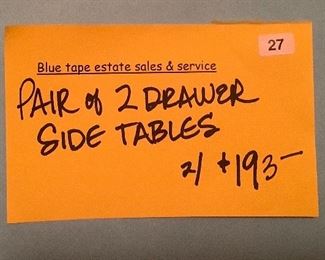 27
Blue tape estate sales & service
PAIR of 2 DRAWER
SIDE TABLES
2/ $193-